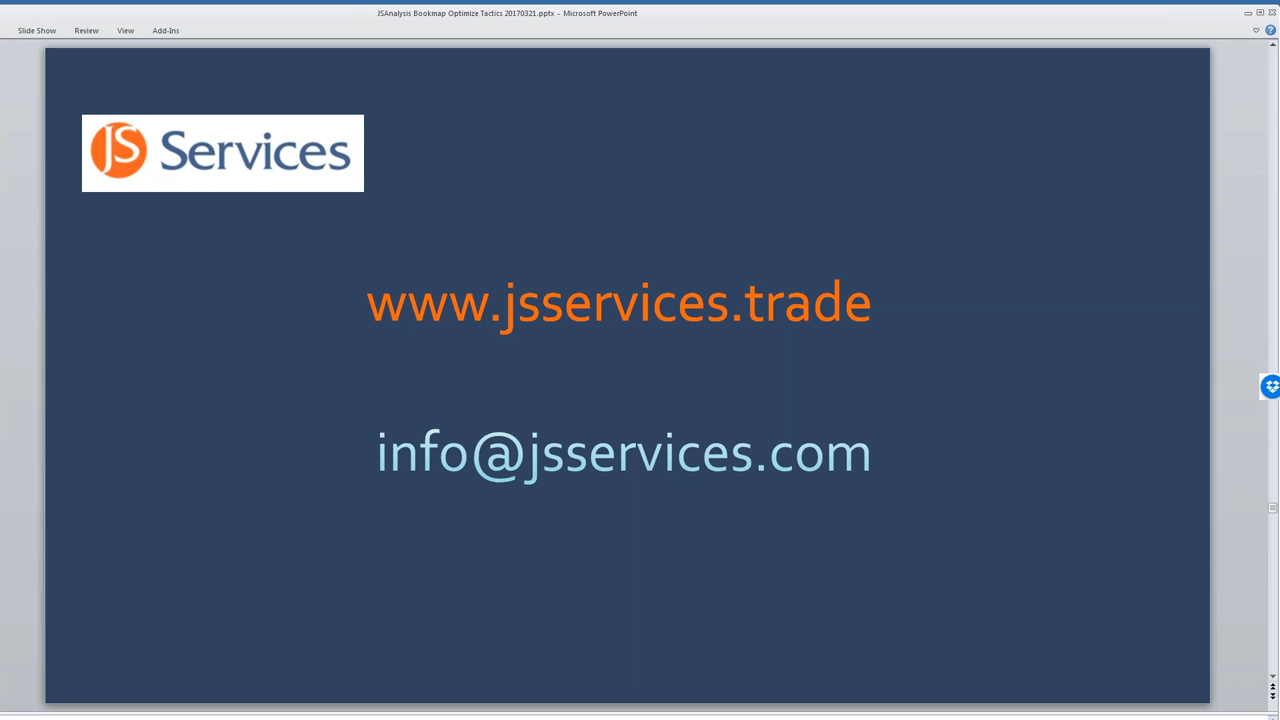 JSAnalysis Bookmap Optimize Tactics 20170321.pptx - Microsoft PowerPoint
Slide Show Review View Add-Ins
JS Services
www.jsservices.trade
info@jsservices.com